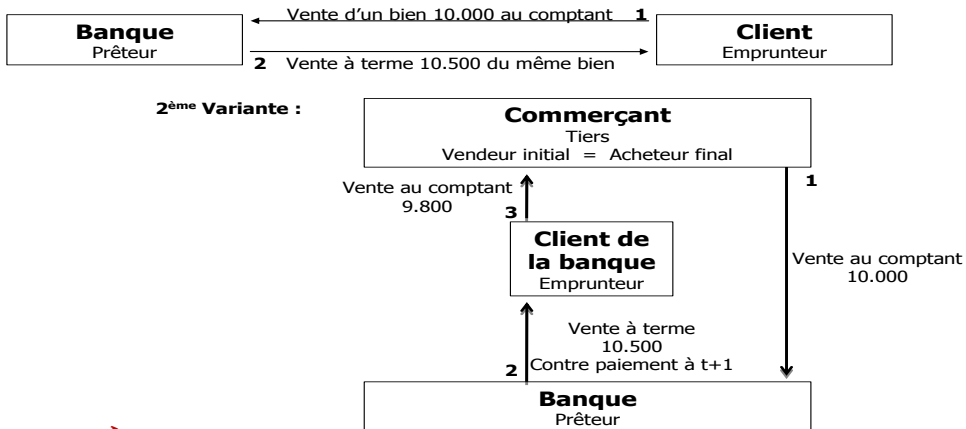 Vente d'un bien 10.000 au comptant 1
Banque
Prêteur
Client
Emprunteur
2 Vente à terme 10.500 du même bien
2ème Variante :
Commerçant
Tiers
Vendeur initial = Acheteur final
1
Vente au comptant
9.800
3
Client de
la banque
Emprunteur
Vente au comptant
10.000
Vente à terme
10.500
Contre paiement à t+1
2
Banque
Prêteur